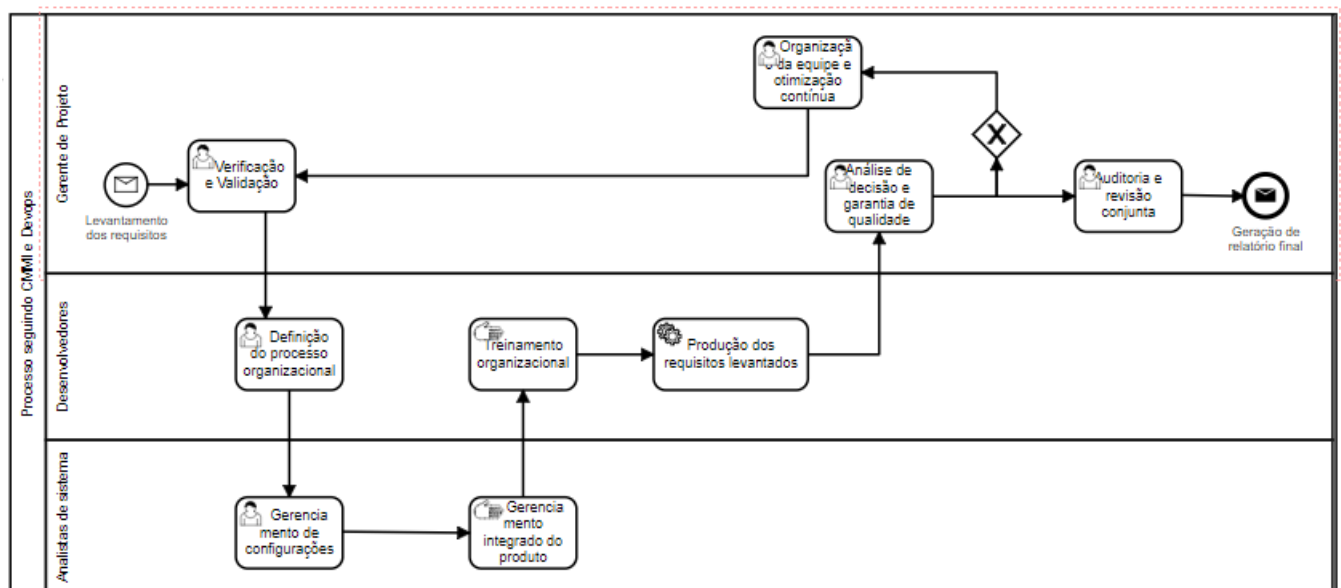 Processo seguindo CMMI e Devops
Gerente de Projeto
Levantamento
dos requisitos
Verificação
e Validação
Organizaçã
da equipe e
otimização
contínua
Análise de
decisão e
garantia de
qualidade
X
Auditoria e
revisão
conjunta
Geração de
relatório final
Desenvolvedores
Definição
do processo
organizacional
Treinamento
organizacional
Produção dos
requisitos levantados
Analistas de sistema
Gerencia
mento de
configurações
Gerencia
mento
integrado do
produto